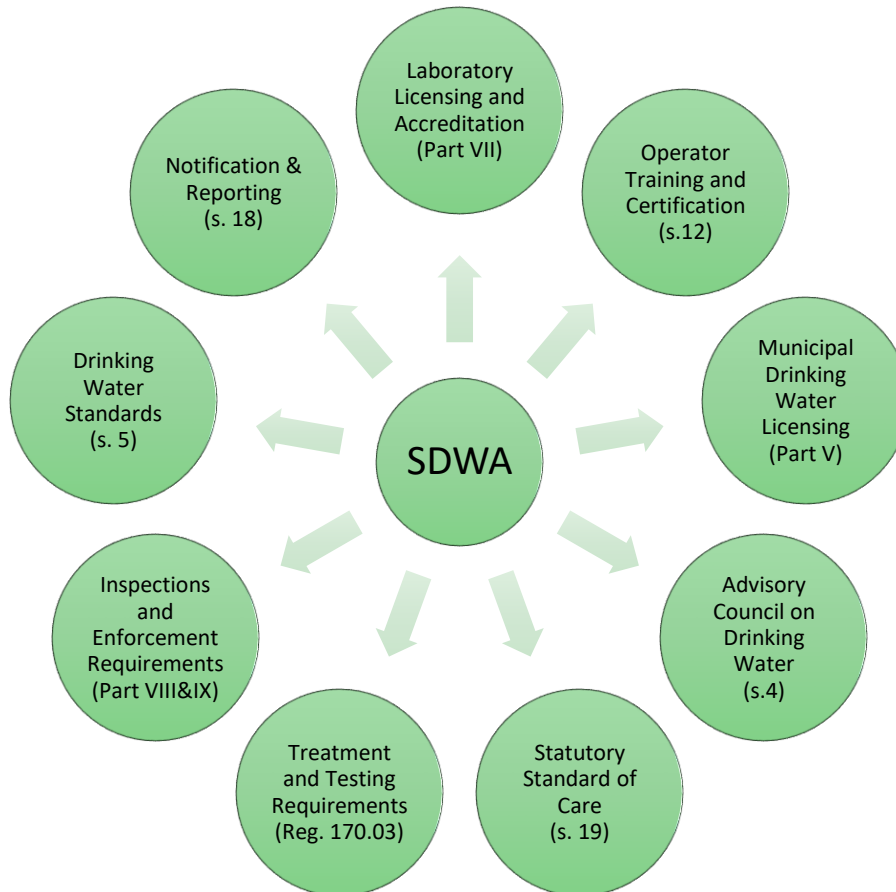 Laboratory
Licensing and
Accreditation
(Part VII)
Operator
Training and
Certification
(s.12)
Municipal
Drinking
Water
Licensing
(Part V)
Advisory
Council on
Drinking
Water
(s.4)
Statutory
Standard of
Care
(s. 19)
Treatment
and Testing
Requirements
(Reg. 170.03)
Inspections
and
Enforcement
Requirements
(Part VIII&IX)
Drinking
Water
Standards
(s. 5)
Notification &
Reporting
(s. 18)
SDWA